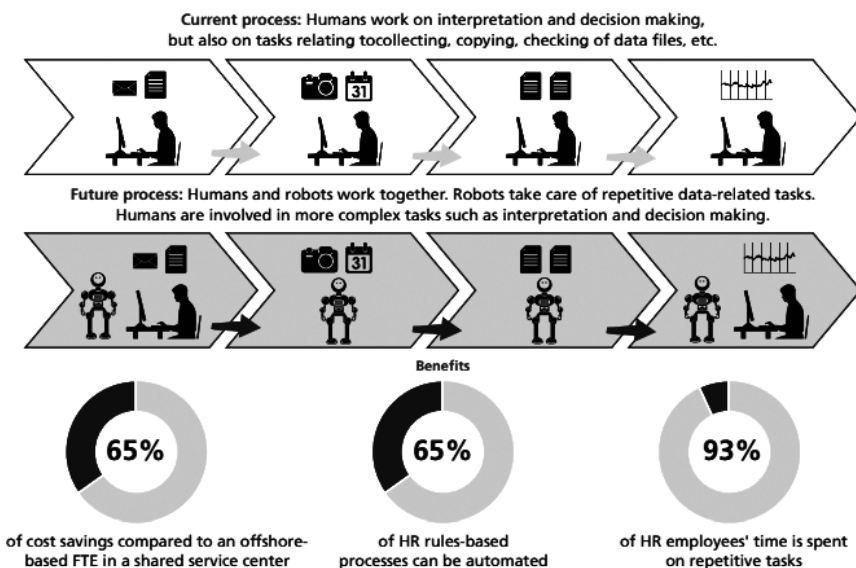 Current process: Humans work on interpretation and decision making,
but also on tasks relating tocollecting, copying, checking of data files, etc.
31
Future process: Humans and robots work together. Robots take care of repetitive data-related tasks.
Humans are involved in more complex tasks such as interpretation and decision making.
31
Benefits
65%
65%
93%
of cost savings compared to an offshore-
based FTE in a shared service center
of HR rules-based
processes can be automated
of HR employees' time is spent
on repetitive tasks